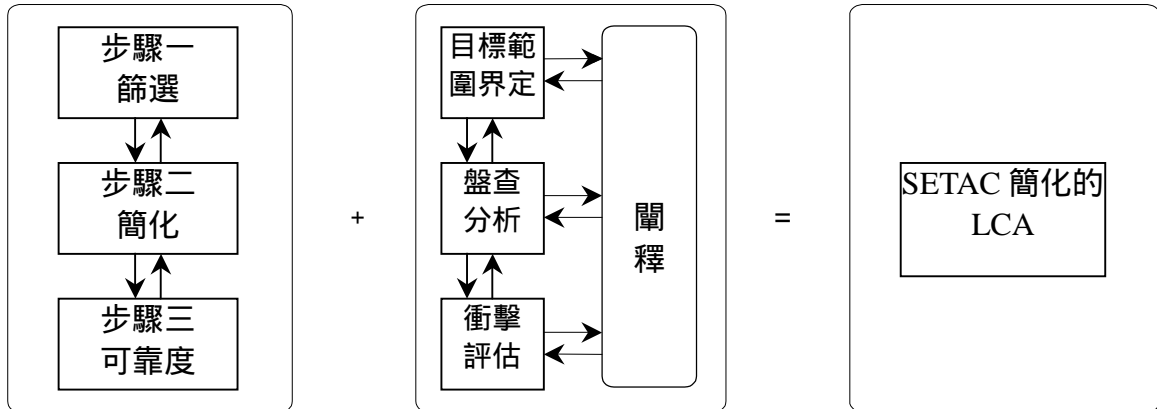 步驟一
篩選
步驟二
簡化
步驟三
可靠度
+
目標範
圍界定
盤查
分析
衝擊
評估
闡
釋
=
SETAC 簡化的
LCA